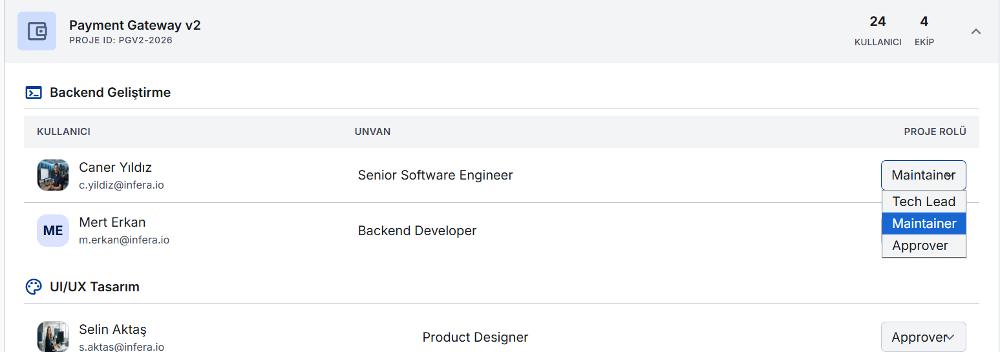 Payment Gateway v2
PROJE ID: PGV2-2026
24
KULLANICI
4
EKİP
Backend Geliştirme
KULLANICI UNVAN PROJE ROLÜ
Caner Yıldız
c.yildiz@infera.io
Senior Software Engineer
Maintainer
Tech Lead
Maintainer
Approver
ME
Mert Erkan
m.erkan@infera.io
Backend Developer
UI/UX Tasarım
Selin Aktaş
s.aktas@infera.io
Product Designer
Approver